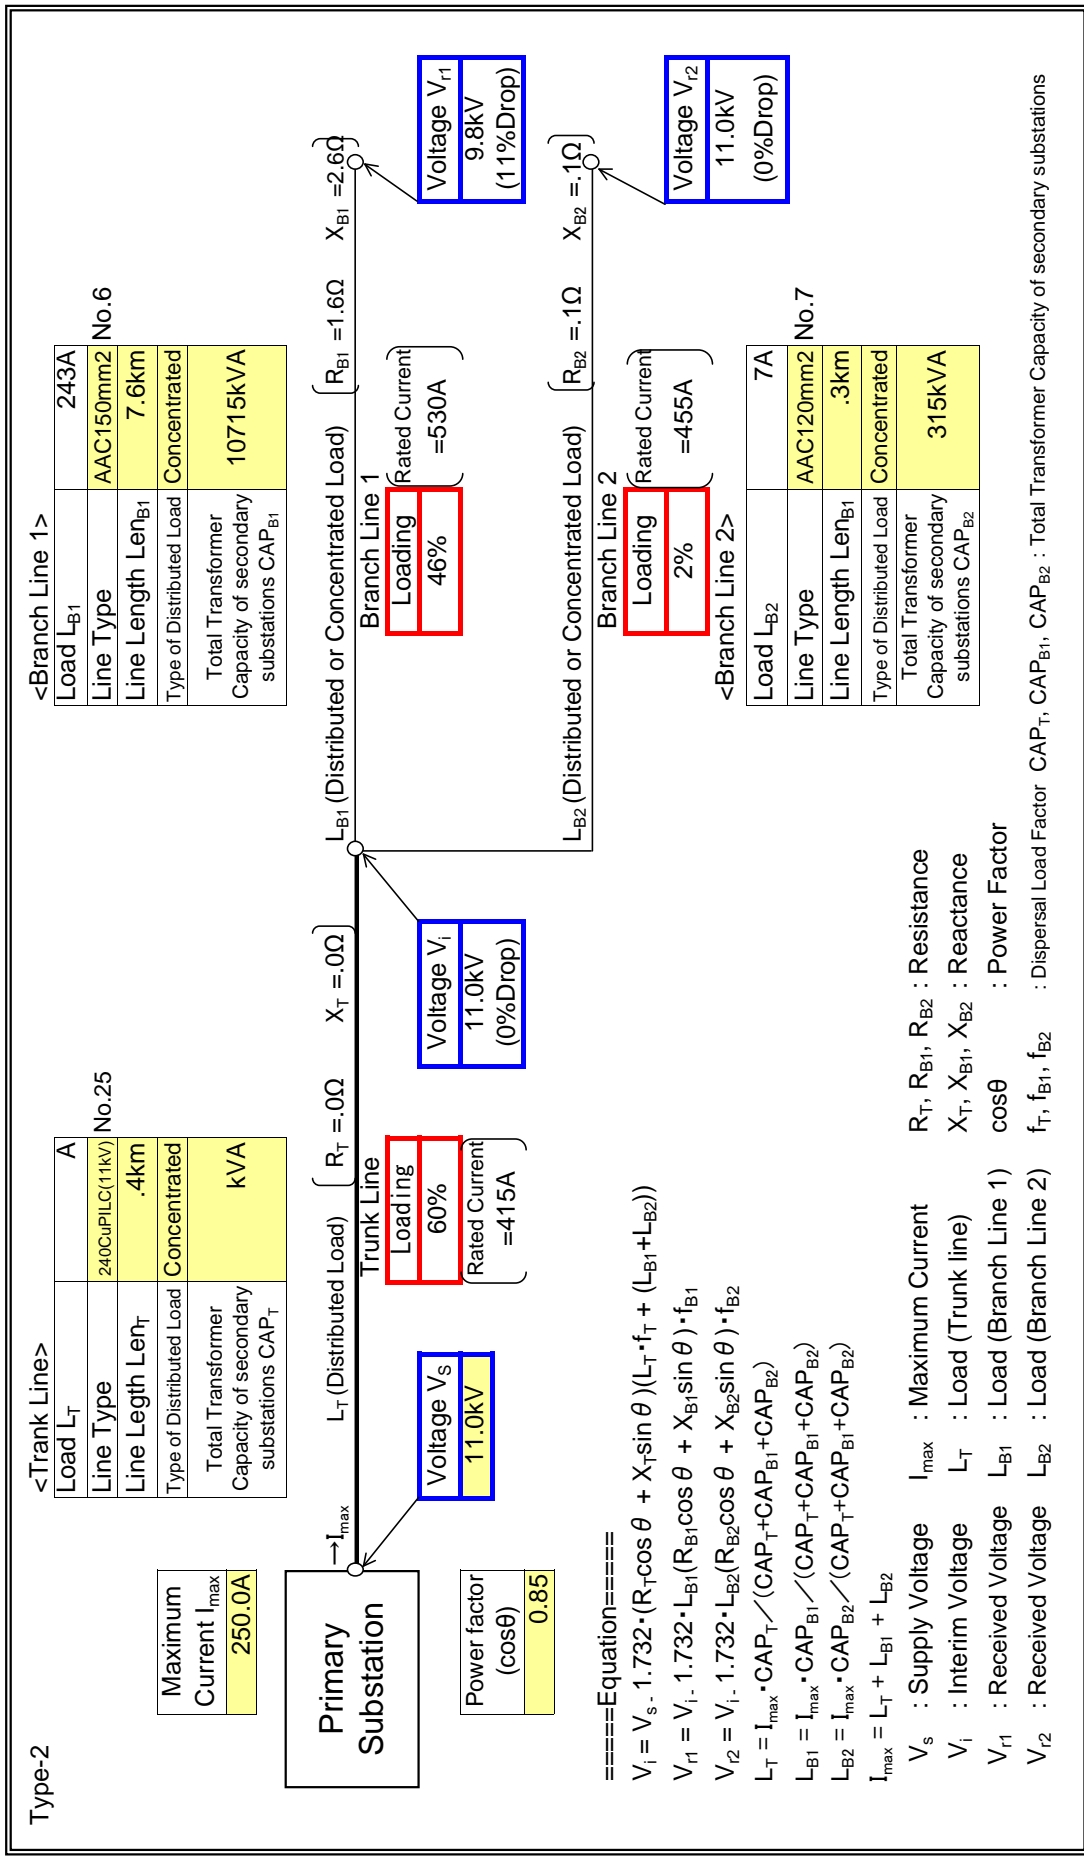 Type-2
Maximum
Current Imax
250.0A
Primary
Substation
Power factor
(cosθ)
0.85
→Imax
Voltage VS
11.0kV
<Trank Line>
Load LT A
Line Type 240CuPILC(11kV) No.25
Line Legth LenT .4km
Type of Distributed Load Concentrated
Total Transformer
Capacity of secondary
substations CAPT
kVA
LT (Distributed Load)
RT =.0Ω XT =.0Ω
Trunk Line
Loading
60%
Rated Current
=415A
Voltage Vi
11.0kV
(0%Drop)
<Branch Line 1>
Load LB1 243A
Line Type AAC150mm2 No.6
Line Length LenB1 7.6km
Type of Distributed Load Concentrated
Total Transformer
Capacity of secondary
substations CAPB1
10715kVA
LB1 (Distributed or Concentrated Load)
RB1 =1.6Ω XB1 =2.6Ω
Branch Line 1
Loading
46%
Rated Current
=530A
Voltage Vr1
9.8kV
(11%Drop)
LB2 (Distributed or Concentrated Load)
RB2 =.1Ω XB2 =.1Ω
Branch Line 2
Loading
2%
Rated Current
=455A
Voltage Vr2
11.0kV
(0%Drop)
<Branch Line 2>
Load LB2 7A
Line Type AAC120mm2 No.7
Line Length LenB1 .3km
Type of Distributed Load Concentrated
Total Transformer
Capacity of secondary
substations CAPB2
315kVA
=====Equation=====
Vi = Vs - 1.732・(RTcos θ + XTsin θ)(LT・fT + (LB1+LB2))
Vr1 = Vi - 1.732・LB1(RB1cos θ + XB1sin θ)・fB1
Vr2 = Vi - 1.732・LB2(RB2cos θ + XB2sin θ)・fB2
LT = Imax・CAPT／(CAPT+CAPB1+CAPB2)
LB1 = Imax・CAPB1／(CAPT+CAPB1+CAPB2)
LB2 = Imax・CAPB2／(CAPT+CAPB1+CAPB2)
Imax = LT + LB1 + LB2
Vs : Supply Voltage Imax : Maximum Current RT, RB1, RB2 : Resistance
Vi : Interim Voltage LT : Load (Trunk line) XT, XB1, XB2 : Reactance
Vr1 : Received Voltage LB1 : Load (Branch Line 1) cosθ : Power Factor
Vr2 : Received Voltage LB2 : Load (Branch Line 2) fT, fB1, fB2 : Dispersal Load Factor CAPT, CAPB1, CAPB2 : Total Transformer Capacity of secondary substations